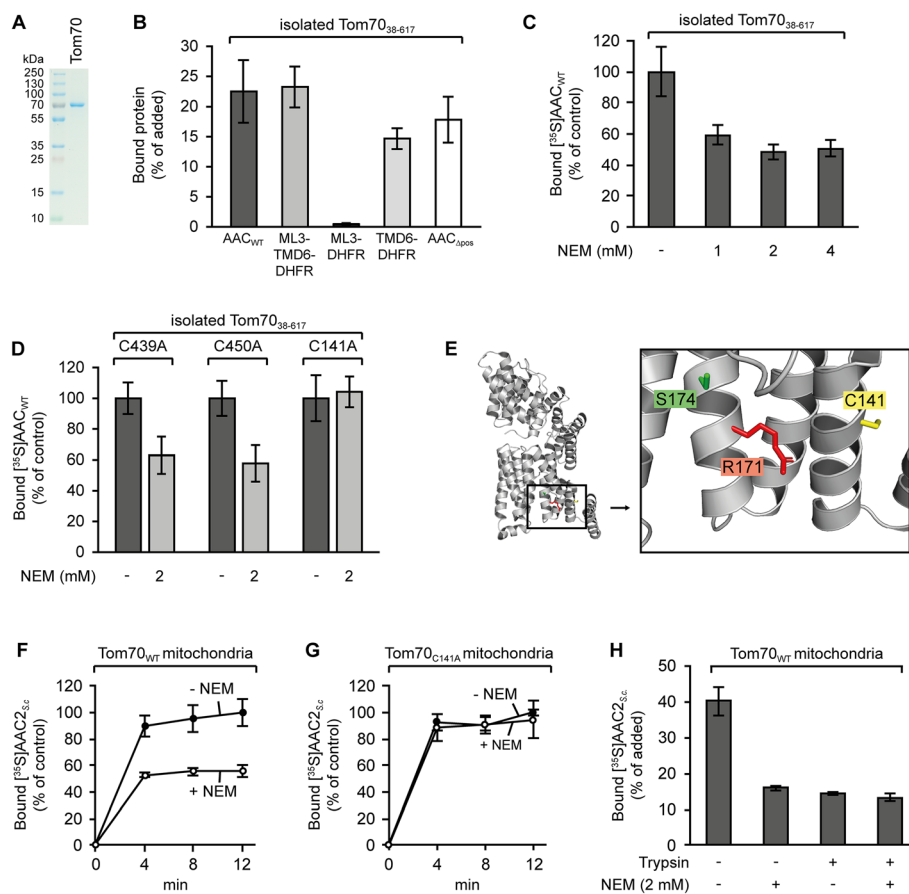 A
Tom70
kDa
250
130
100
70
55
35
25
15
10
B
isolated Tom7038-617
Bound protein
(% of added)
30
25
20
15
10
5
0
AACWT
ML3-
TMD6-
DHFR
ML3-
DHFR
TMD6-
DHFR
AACΔpos
C
isolated Tom7038-617
Bound [35S]AACWT
(% of control)
120
100
80
60
40
20
0
NEM (mM) - 1 2 4
D
isolated Tom7038-617
C439A C450A C141A
Bound [35S]AACWT
(% of control)
120
100
80
60
40
20
0
NEM (mM) - 2 - 2 - 2
E
S174
C141
R171
F
Tom70WT mitochondria
Bound [35S]AAC2S.c.
(% of control)
120
100
80
60
40
20
0
- NEM
+ NEM
0 4 8 12
min
G
Tom70C141A mitochondria
Bound [35S]AAC2S.c.
(% of control)
120
100
80
60
40
20
0
- NEM
+ NEM
0 4 8 12
min
H
Tom70WT mitochondria
Bound [35S]AAC2S.c.
(% of added)
50
40
30
20
10
0
Trypsin - - + +
NEM (2 mM) - + - +